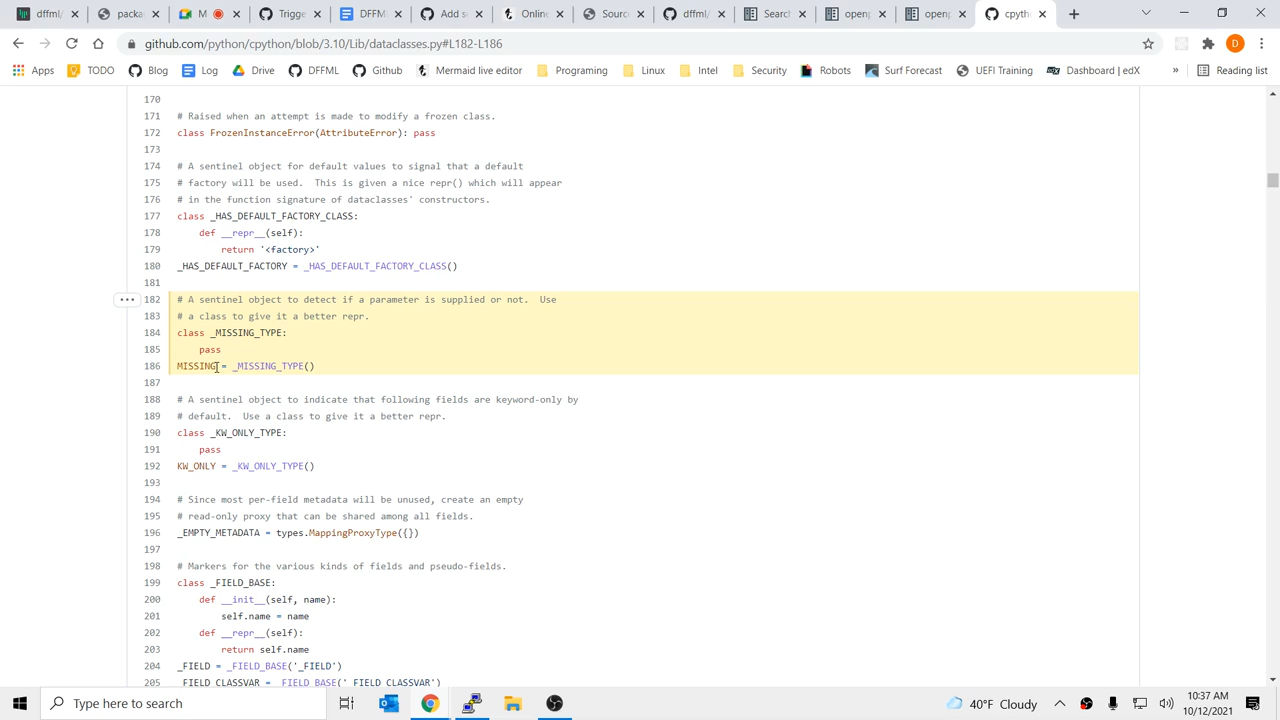 dffml/
packa
Trigge
DFFM
Add s
Online
Sourc
dffml
Search
openp
openp
cpyth
github.com/python/cpython/blob/3.10/Lib/dataclasses.py#L182-L186
D
Apps
TODO
Blog
Log
Drive
DFFML
Github
Mermaid live editor
Programing
Linux
Intel
Security
Robots
Surf Forecast
UEFI Training
Dashboard | edX
»
Reading list
170
171 # Raised when an attempt is made to modify a frozen class.
172 class FrozenInstanceError(AttributeError): pass
173
174 # A sentinel object for default values to signal that a default
175 # factory will be used.  This is given a nice repr() which will appear
176 # in the function signature of dataclasses' constructors.
177 class _HAS_DEFAULT_FACTORY_CLASS:
178     def __repr__(self):
179         return '<factory>'
180 _HAS_DEFAULT_FACTORY = _HAS_DEFAULT_FACTORY_CLASS()
181
182 # A sentinel object to detect if a parameter is supplied or not.  Use
183 # a class to give it a better repr.
184 class _MISSING_TYPE:
185     pass
186 MISSING = _MISSING_TYPE()
187
188 # A sentinel object to indicate that following fields are keyword-only by
189 # default.  Use a class to give it a better repr.
190 class _KW_ONLY_TYPE:
191     pass
192 KW_ONLY = _KW_ONLY_TYPE()
193
194 # Since most per-field metadata will be unused, create an empty
195 # read-only proxy that can be shared among all fields.
196 _EMPTY_METADATA = types.MappingProxyType({})
197
198 # Markers for the various kinds of fields and pseudo-fields.
199 class _FIELD_BASE:
200     def __init__(self, name):
201         self.name = name
202     def __repr__(self):
203         return self.name
204 _FIELD = _FIELD_BASE('_FIELD')
205 _FIELD_CLASSVAR = _FIELD_BASE('_FIELD_CLASSVAR')
Type here to search
40°F Cloudy
10:37 AM
10/12/2021